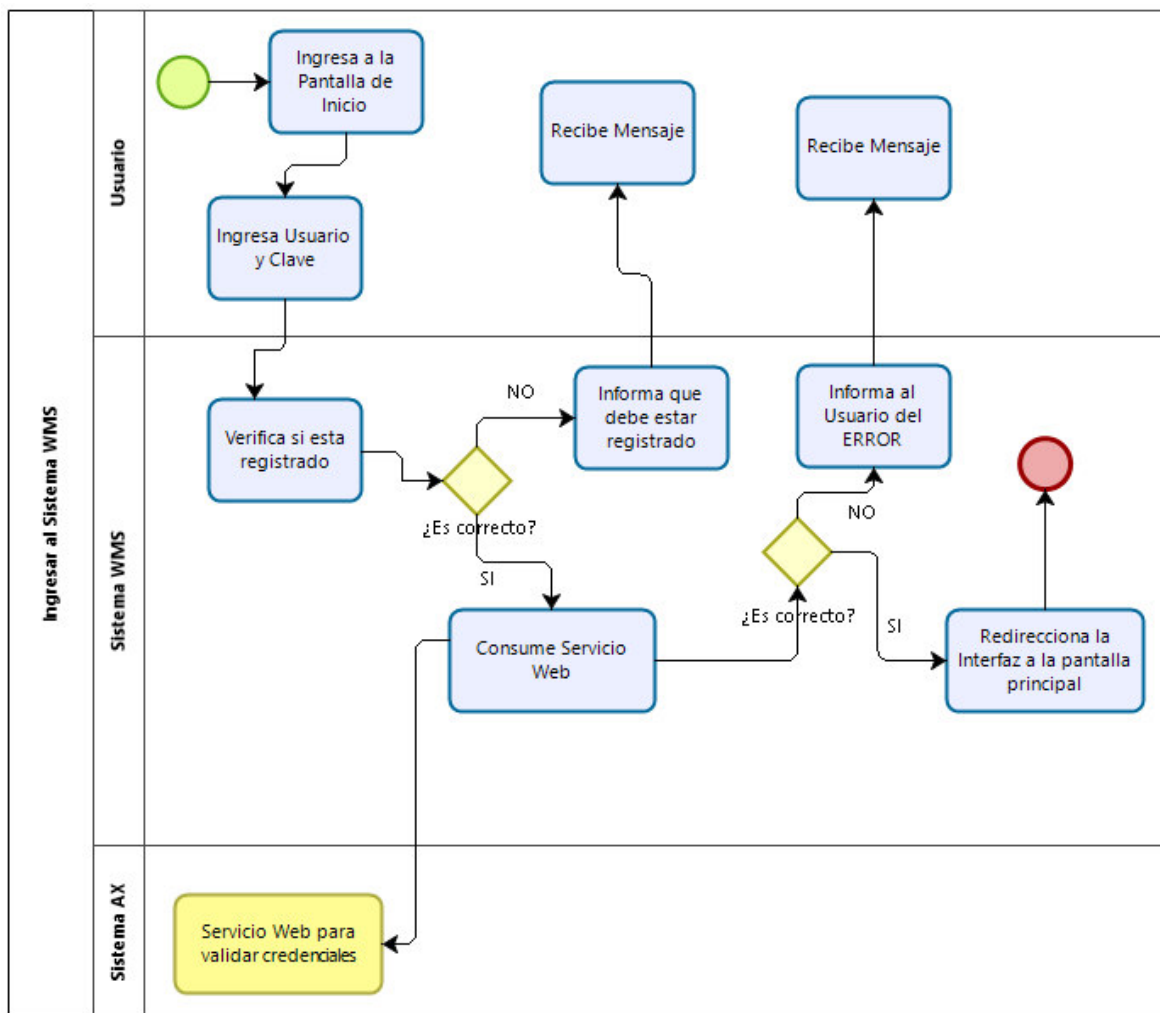 Ingresar al Sistema WMS
Usuario
Ingresa a la
Pantalla de
Inicio
Recibe Mensaje
Recibe Mensaje
Ingresa Usuario
y Clave
Sistema WMS
Verifica si esta
registrado
NO
¿Es correcto?
SI
Informa que
debe estar
registrado
Informa al
Usuario del
ERROR
NO
¿Es correcto?
SI
Consume Servicio
Web
Redirecciona la
Interfaz a la pantalla
principal
Sistema AX
Servicio Web para
validar credenciales